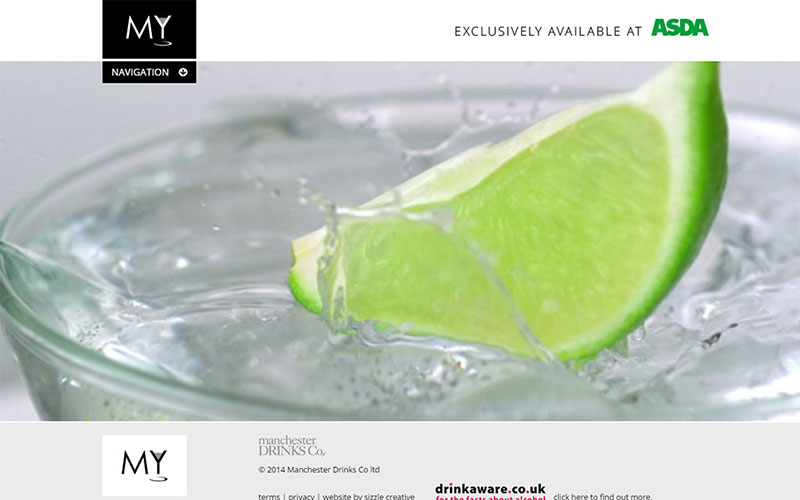 MY
EXCLUSIVELY AVAILABLE AT ASDA
NAVIGATION
MY
manchester
DRINKS Co.
© 2014 Manchester Drinks Co ltd
terms | privacy | website by sizzle creative
drinkaware.co.uk
for the facts about alcohol
click here to find out more.